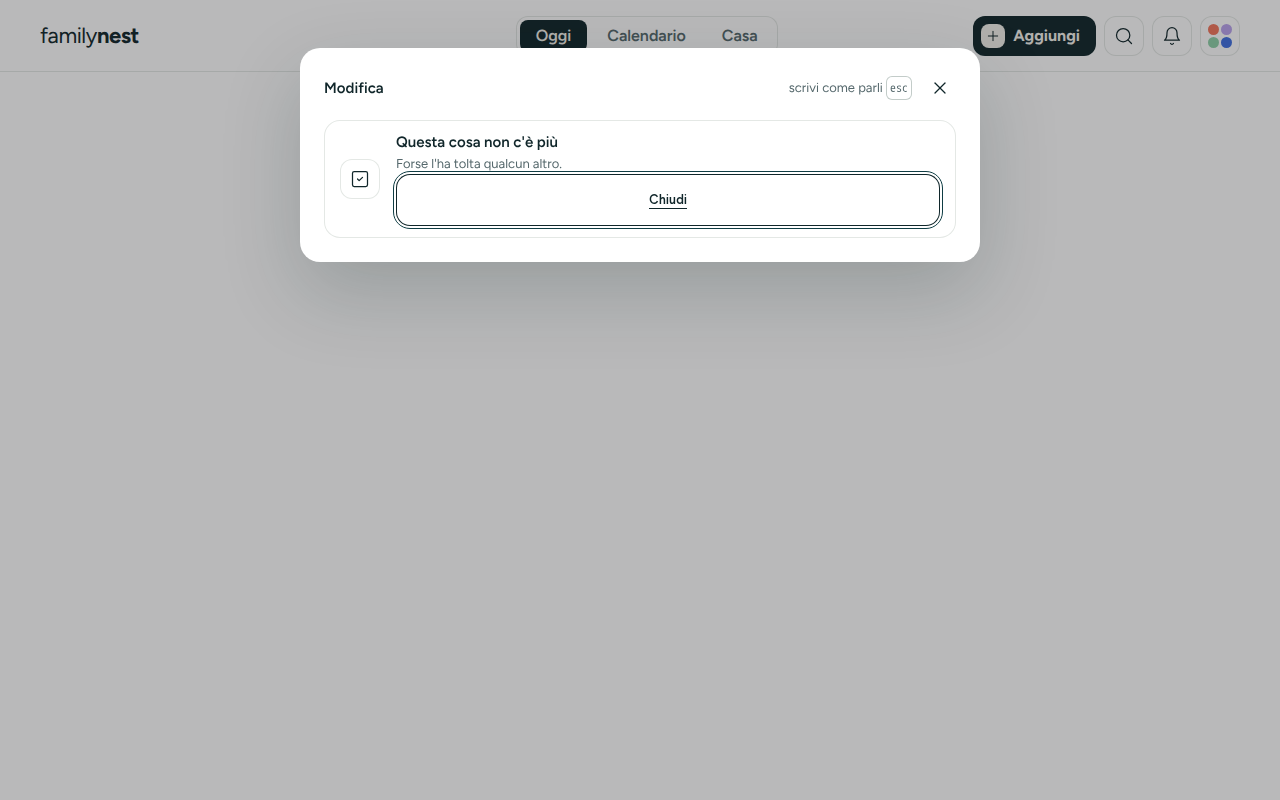 familynest
Oggi
Calendario
Casa
Aggiungi
Modifica
scrivi come parli esc
Questa cosa non c'è più
Forse l'ha tolta qualcun altro.
Chiudi